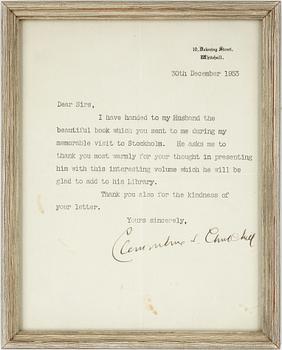 10, Downing Street,
Whitehall.
30th December 1953
Dear Sirs,
I have handed to my Husband the
beautiful book which you sent to me during my
memorable visit to Stockholm. He asks me to
thank you most warmly for your thought in presenting
him with this interesting volume which he will be
glad to add to his Library.
Thank you also for the kindness of
your letter.
Yours sincerely,
Clementine S. Churchill